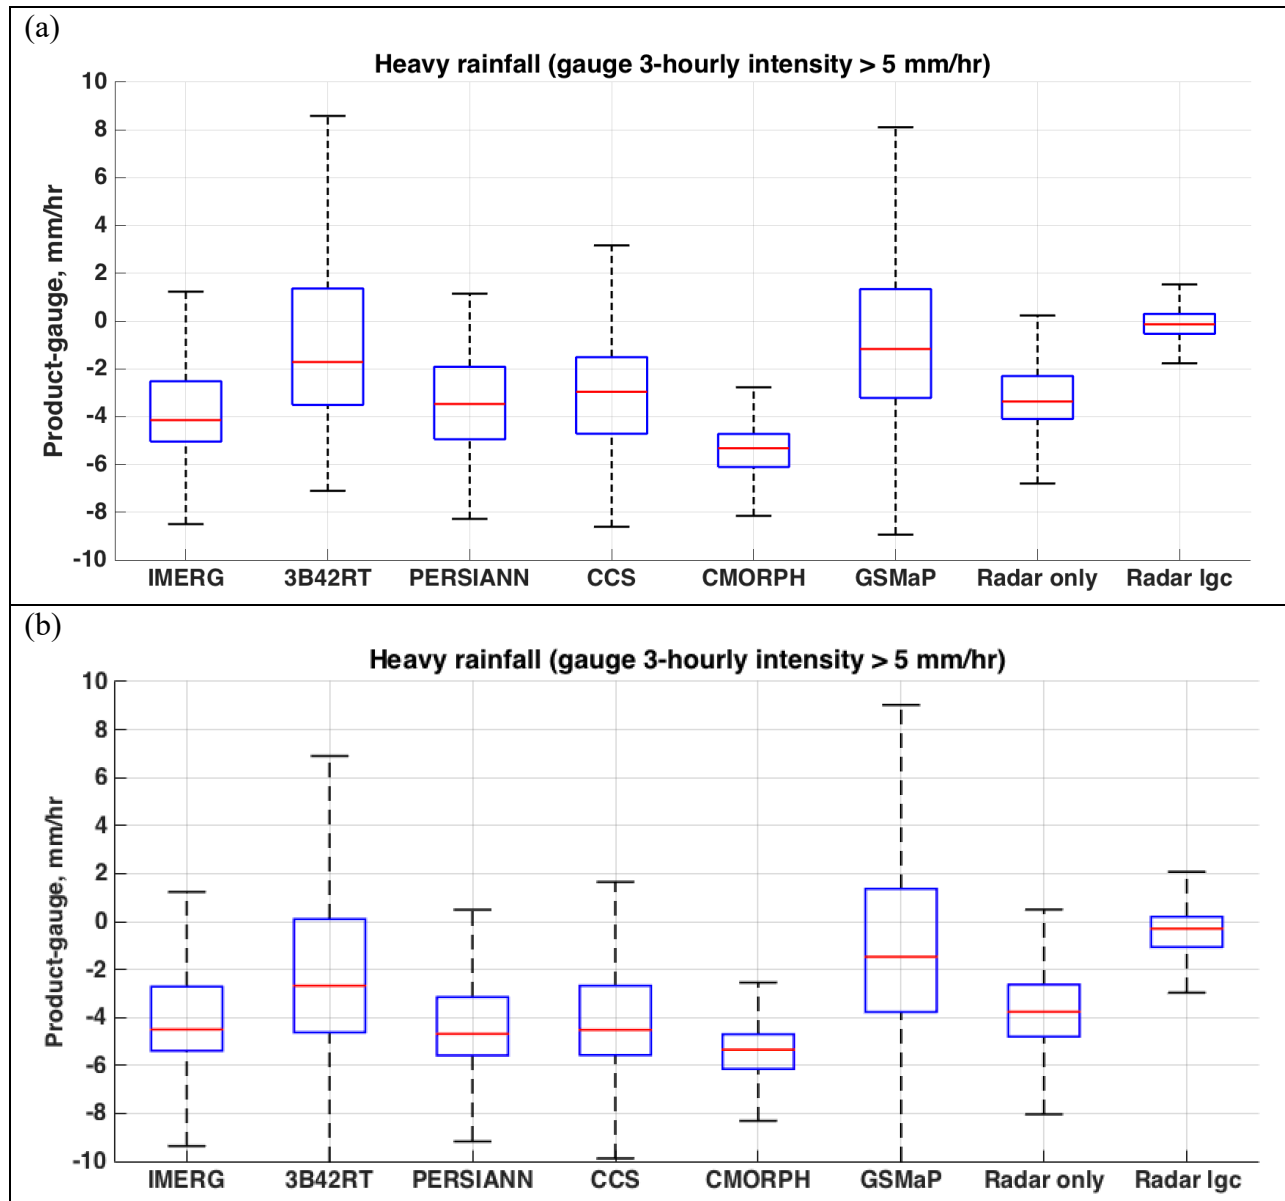 (a)
Heavy rainfall (gauge 3-hourly intensity > 5 mm/hr)
Product-gauge, mm/hr
10
8
6
4
2
0
-2
-4
-6
-8
-10
IMERG 3B42RT PERSIANN CCS CMORPH GSMaP Radar only Radar lgc
(b)
Heavy rainfall (gauge 3-hourly intensity > 5 mm/hr)
Product-gauge, mm/hr
10
8
6
4
2
0
-2
-4
-6
-8
-10
IMERG 3B42RT PERSIANN CCS CMORPH GSMaP Radar only Radar lgc